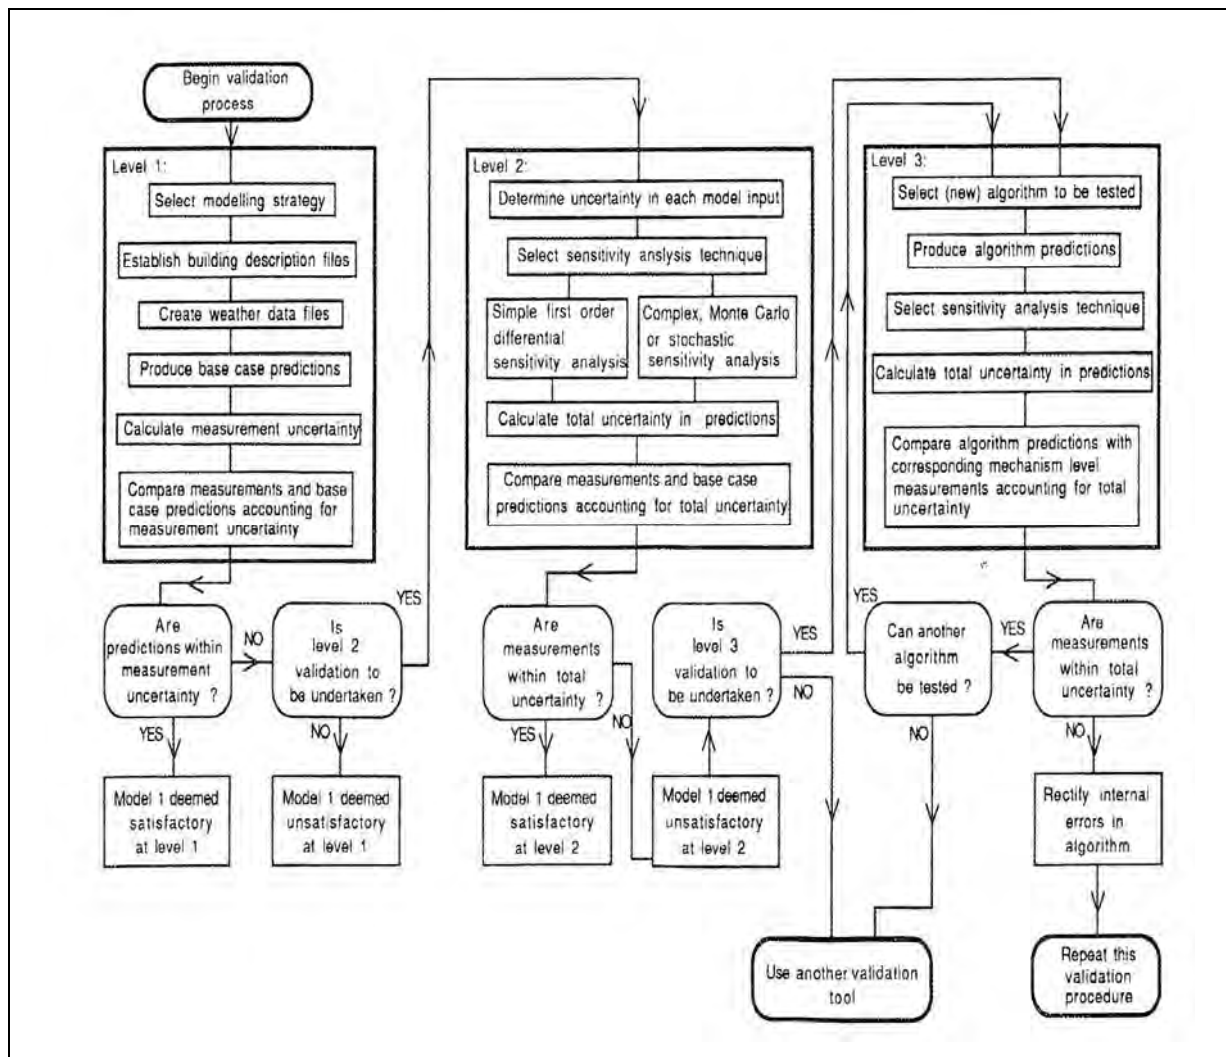 Begin validation
process
Level 1:
Select modelling strategy
Establish building description files
Create weather data files
Produce base case predictions
Calculate measurement uncertainty
Compare measurements and base
case predictions accounting for
measurement uncertainty
Are
predictions within
measurement
uncertainty ?
NO
YES
Model 1 deemed
satisfactory
at level 1
Is
level 2
validation to
be undertaken ?
YES
NO
Model 1 deemed
unsatisfactory
at level 1
Level 2:
Determine uncertainty in each model input
Select sensitivity anslysis technique
Simple first order
differential
sensitivity analysis
Complex, Monte Carlo
or stochastic
sensitivity analysis
Calculate total uncertainty in predictions
Compare measurements and base case
predictions accounting for total uncertainty
Are
measurements
within total
uncertainty ?
YES
NO
Model 1 deemed
satisfactory
at level 2
Is
level 3
validation to
be undertaken ?
YES
NO
Model 1 deemed
unsatisfactory
at level 2
Level 3:
Select (new) algorithm to be tested
Produce algorithm predictions
Select sensitivity analysis technique
Calculate total uncertainty in predictions
Compare algorithm predictions with
corresponding mechanism level
measurements accounting for total
uncertainty
Are
measurements
within total
uncertainty ?
YES
NO
Can another
algorithm
be tested ?
YES
NO
Rectify internal
errors in
algorithm
Use another validation
tool
Repeat this
validation
procedure